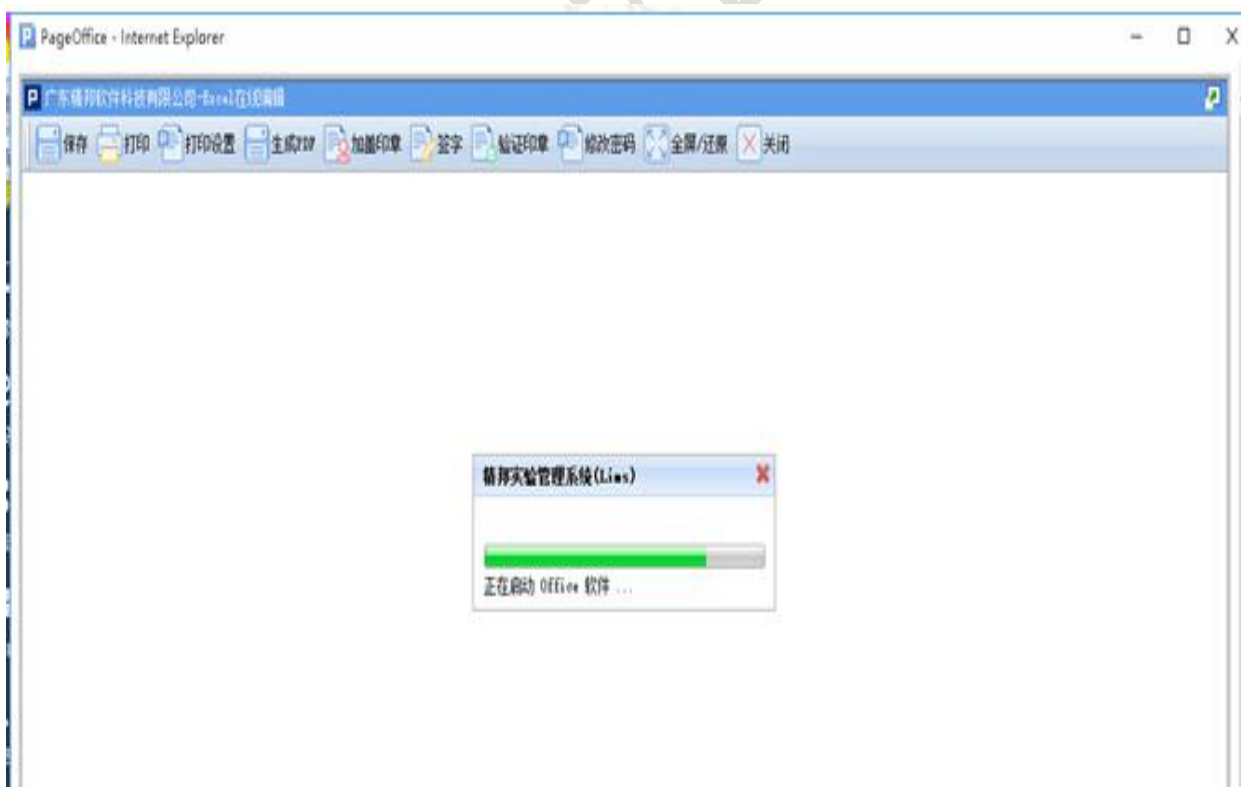 PageOffice - Internet Explorer
广东精邦软件科技有限公司-Excel在线编辑
保存 打印 打印设置 生成PDF 加盖印章 签字 验证印章 修改密码 全屏/还原 关闭
精邦实验管理系统(Lims)
正在启动 Office 软件 ...